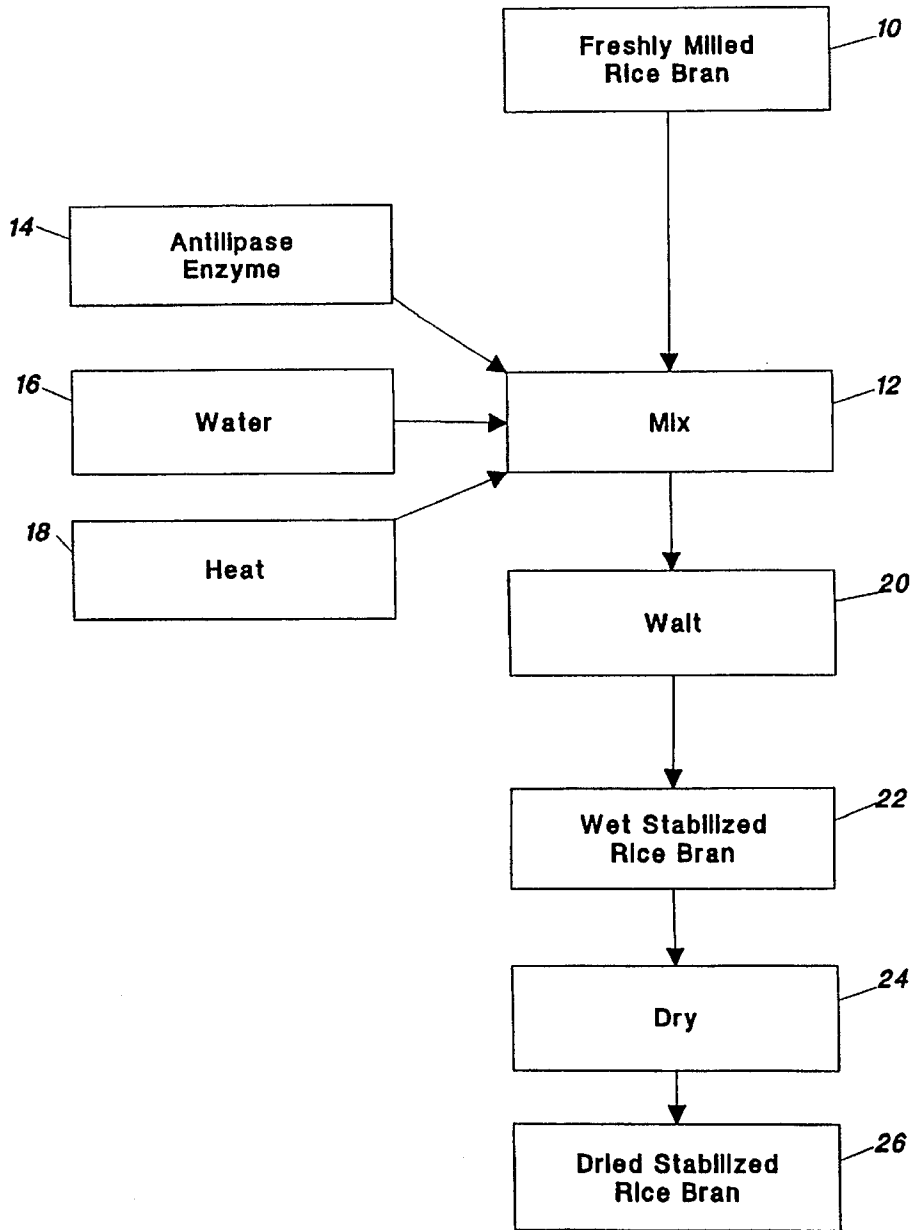 10
Freshly Milled
Rice Bran
14
Antilipase
Enzyme
16
Water
12
Mix
18
Heat
20
Wait
22
Wet Stabilized
Rice Bran
24
Dry
26
Dried Stabilized
Rice Bran